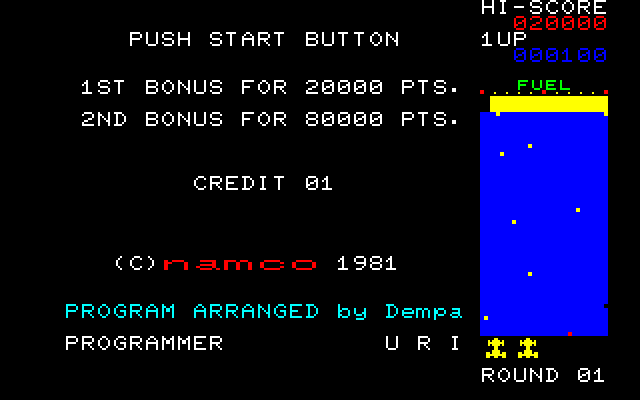 HI-SCORE
020000
PUSH START BUTTON
1UP
000100
1ST BONUS FOR 20000 PTS.
FUEL
2ND BONUS FOR 80000 PTS.
CREDIT 01
(C) namco 1981
PROGRAM ARRANGED by Dempa
PROGRAMMER U R I
ROUND 01